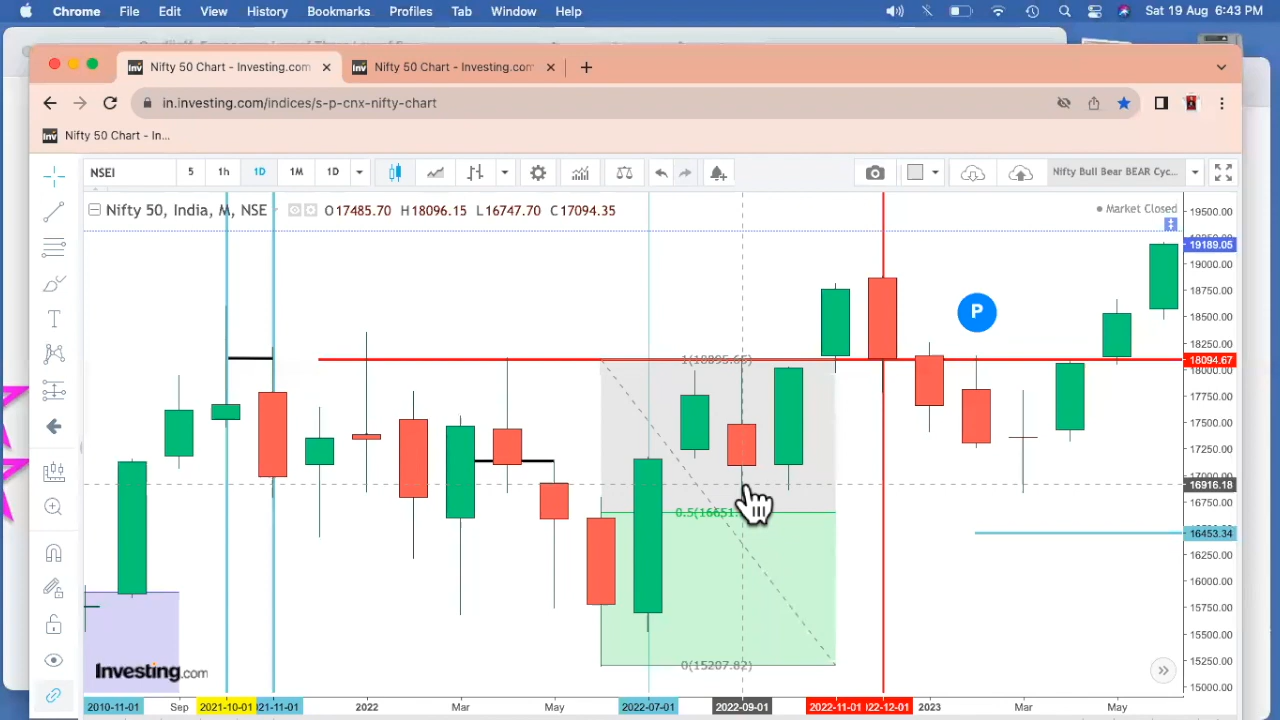 Chrome File Edit View History Bookmarks Profiles Tab Window Help Sat 19 Aug 6:43 PM
Nifty 50 Chart - Investing.com Nifty 50 Chart - Investing.com
in.investing.com/indices/s-p-cnx-nifty-chart
Inv Nifty 50 Chart - In...
NSEI 5 1h 1D 1M 1D Nifty Bull Bear BEAR Cyc...
Nifty 50, India, M, NSE O17485.70 H18096.15 L16747.70 C17094.35
Market Closed
19500.00
19189.05
19000.00
18750.00
18500.00
P
18250.00
18094.67
18000.00
17750.00
17500.00
17250.00
17000.00
16916.18
16750.00
16453.34
16250.00
16000.00
15750.00
15500.00
15250.00
0(15207.82)
Investing.com
15000.00
2010-11-01 Sep 2021-10-01 2022 Mar May 2022-07-01 2022-09-01 2022-11-01 2023 Mar May